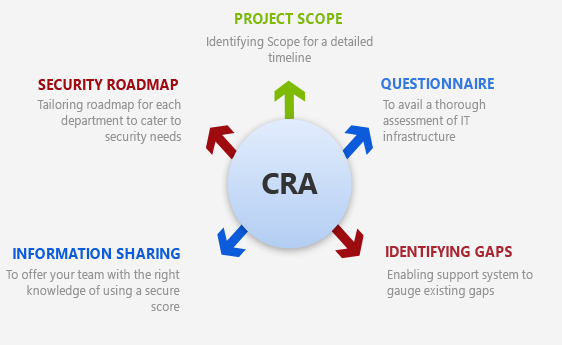 PROJECT SCOPE
Identifying Scope for a detailed
timeline
SECURITY ROADMAP
Tailoring roadmap for each
department to cater to
security needs
QUESTIONNAIRE
To avail a thorough
assessment of IT
infrastructure
CRA
INFORMATION SHARING
To offer your team with the right
knowledge of using a secure
score
IDENTIFYING GAPS
Enabling support system to
gauge existing gaps